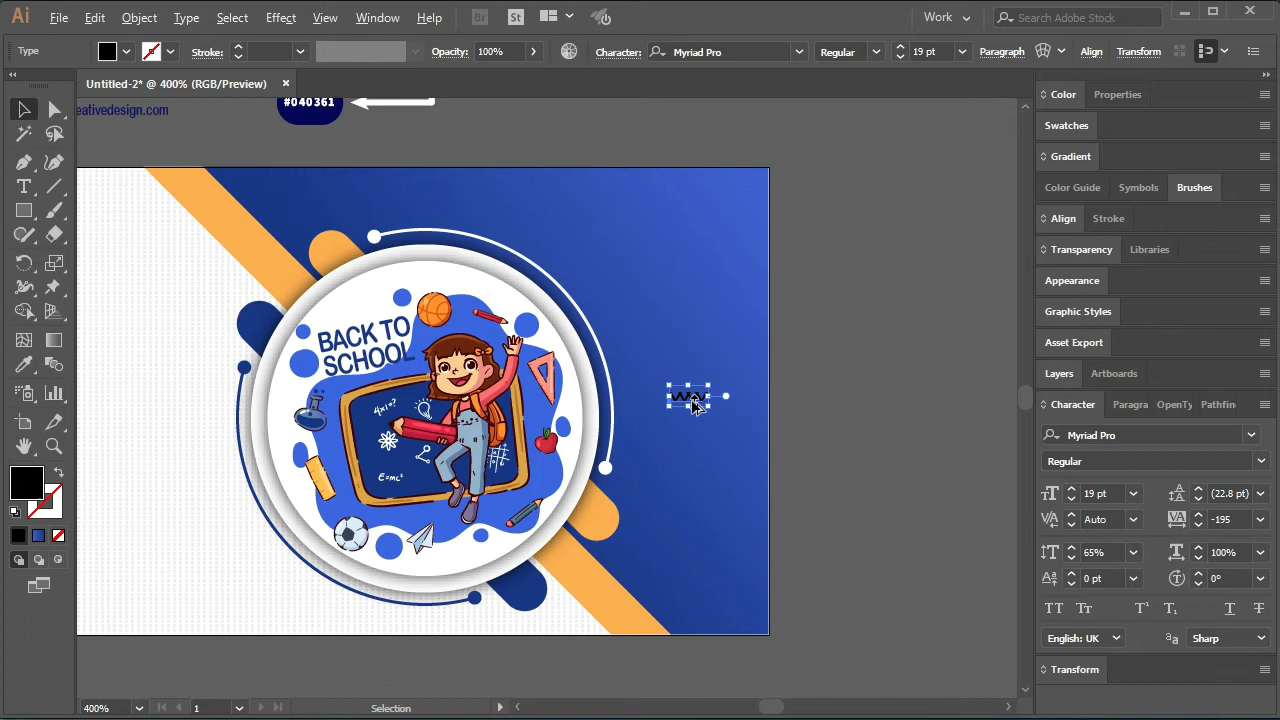 Ai File Edit Object Type Select Effect View Window Help Br St Work Search Adobe Stock
Type Stroke: Opacity: 100% Character: Myriad Pro Regular 19 pt Paragraph Align Transform
Untitled-2* @ 400% (RGB/Preview)
eativedesign.com
#040361
BACK TO
SCHOOL
4x1=?
E=mc²
Color Properties
Swatches
Gradient
Color Guide Symbols Brushes
Align Stroke
Transparency Libraries
Appearance
Graphic Styles
Asset Export
Layers Artboards
Character Paragra OpenTy Pathfin
Myriad Pro
Regular
19 pt (22.8 pt)
Auto -195
65% 100%
0 pt 0°
English: UK Sharp
Transform
400% 1 Selection